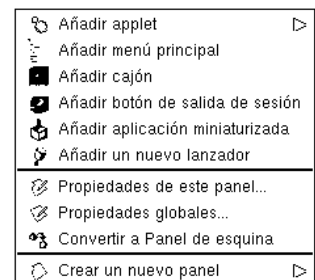 Añadir applet
Añadir menú principal
Añadir cajón
Añadir botón de salida de sesión
Añadir aplicación miniaturizada
Añadir un nuevo lanzador
Propiedades de este panel...
Propiedades globales...
Convertir a Panel de esquina
Crear un nuevo panel